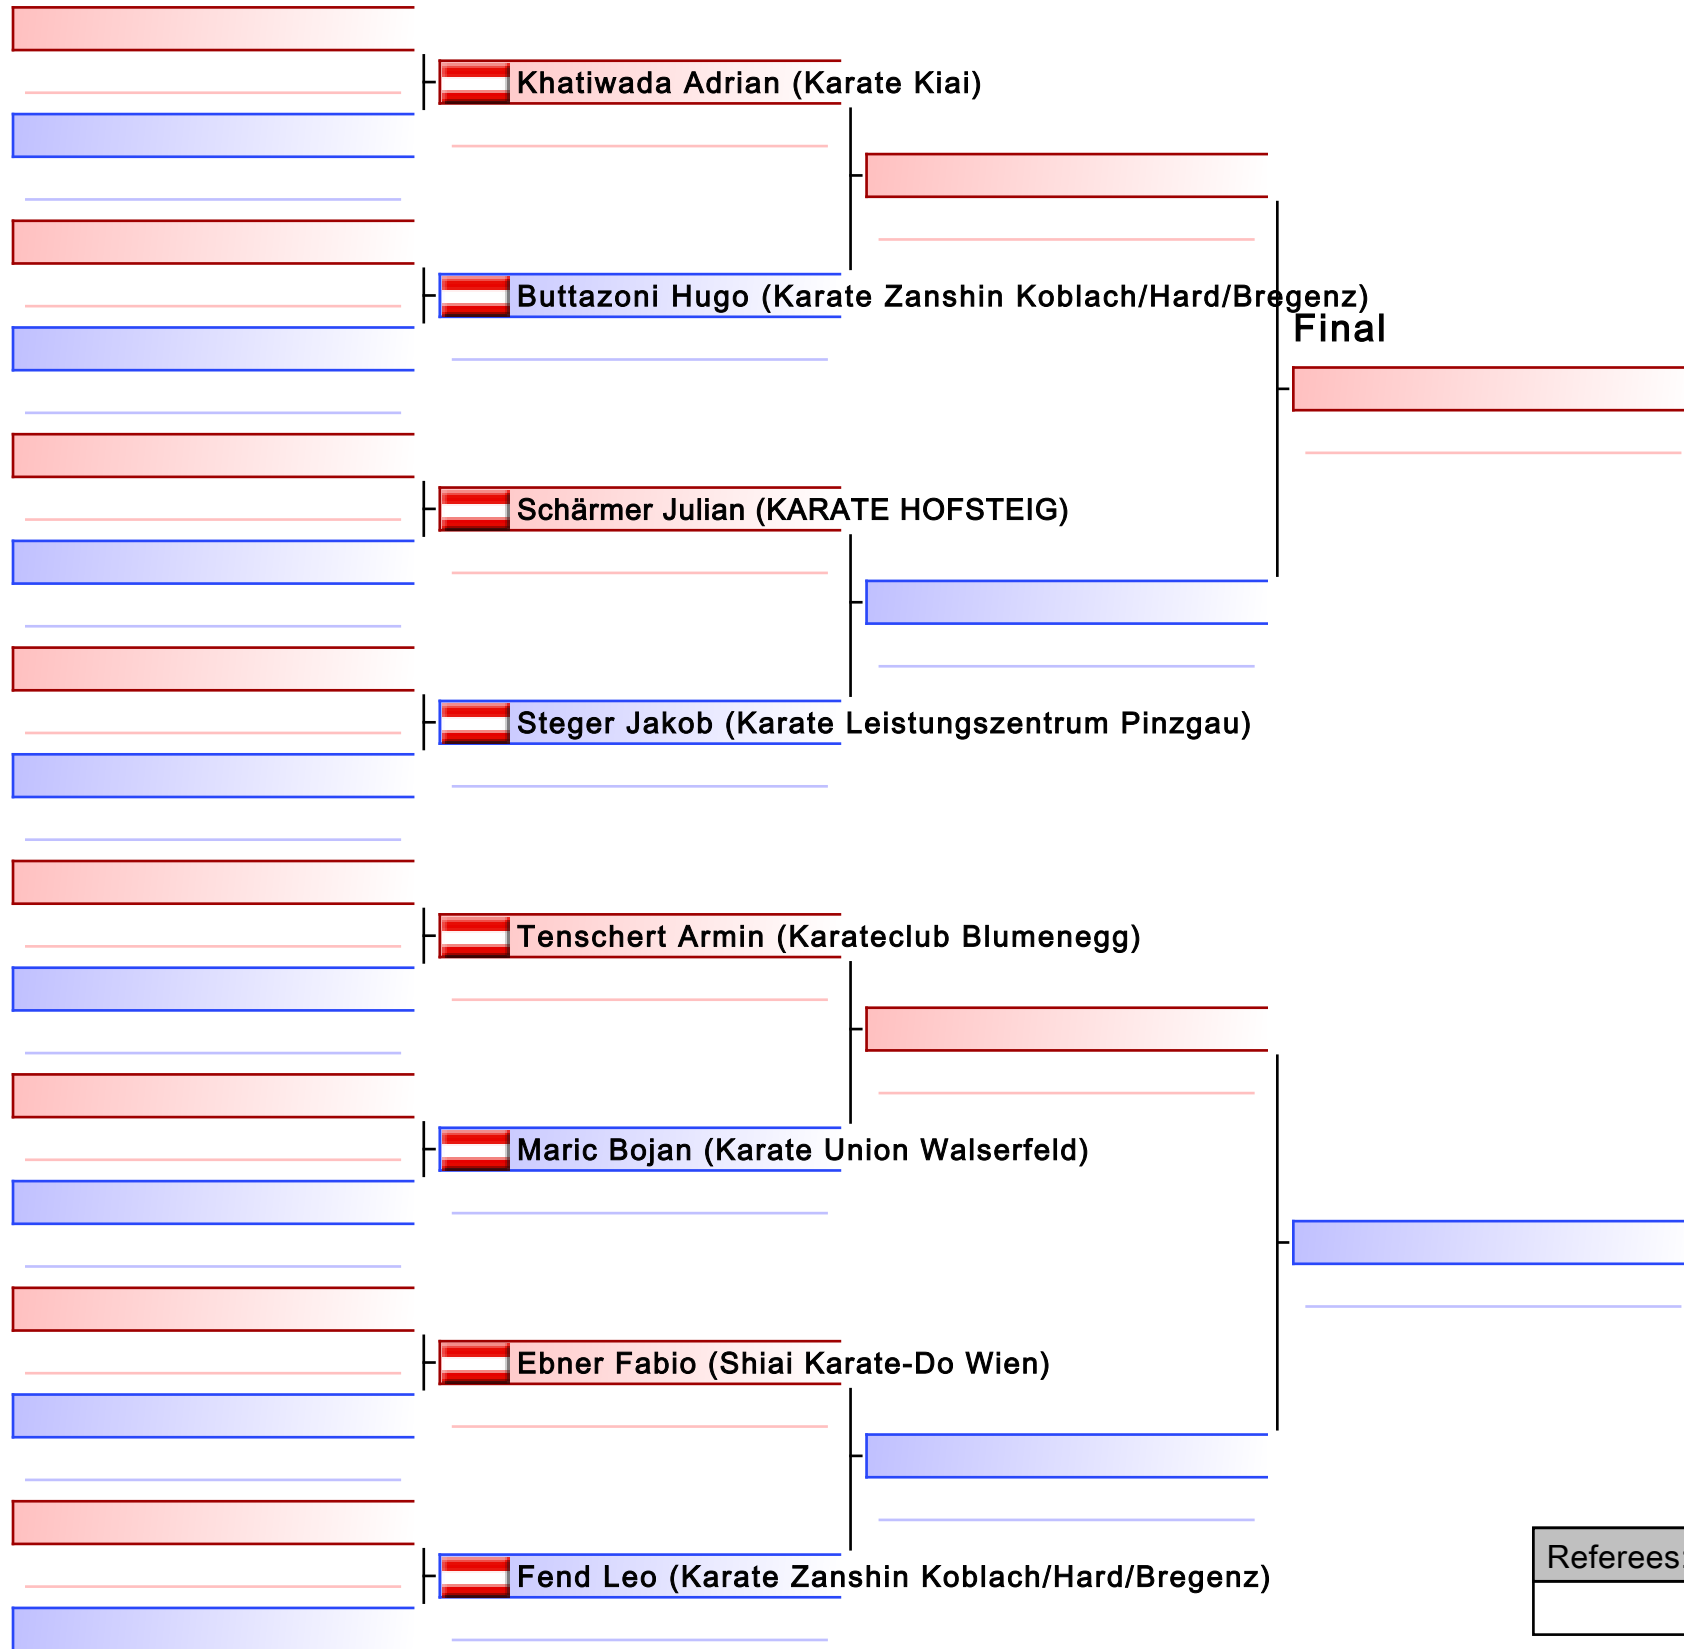 Khatiwada Adrian (Karate Kiai)
Buttazoni Hugo (Karate Zanshin Koblach/Hard/Bregenz)
Final
Schärmer Julian (KARATE HOFSTEIG)
Steger Jakob (Karate Leistungszentrum Pinzgau)
Tenschert Armin (Karateclub Blumenegg)
Maric Bojan (Karate Union Walserfeld)
Ebner Fabio (Shiai Karate-Do Wien)
Fend Leo (Karate Zanshin Koblach/Hard/Bregenz)
Referees: